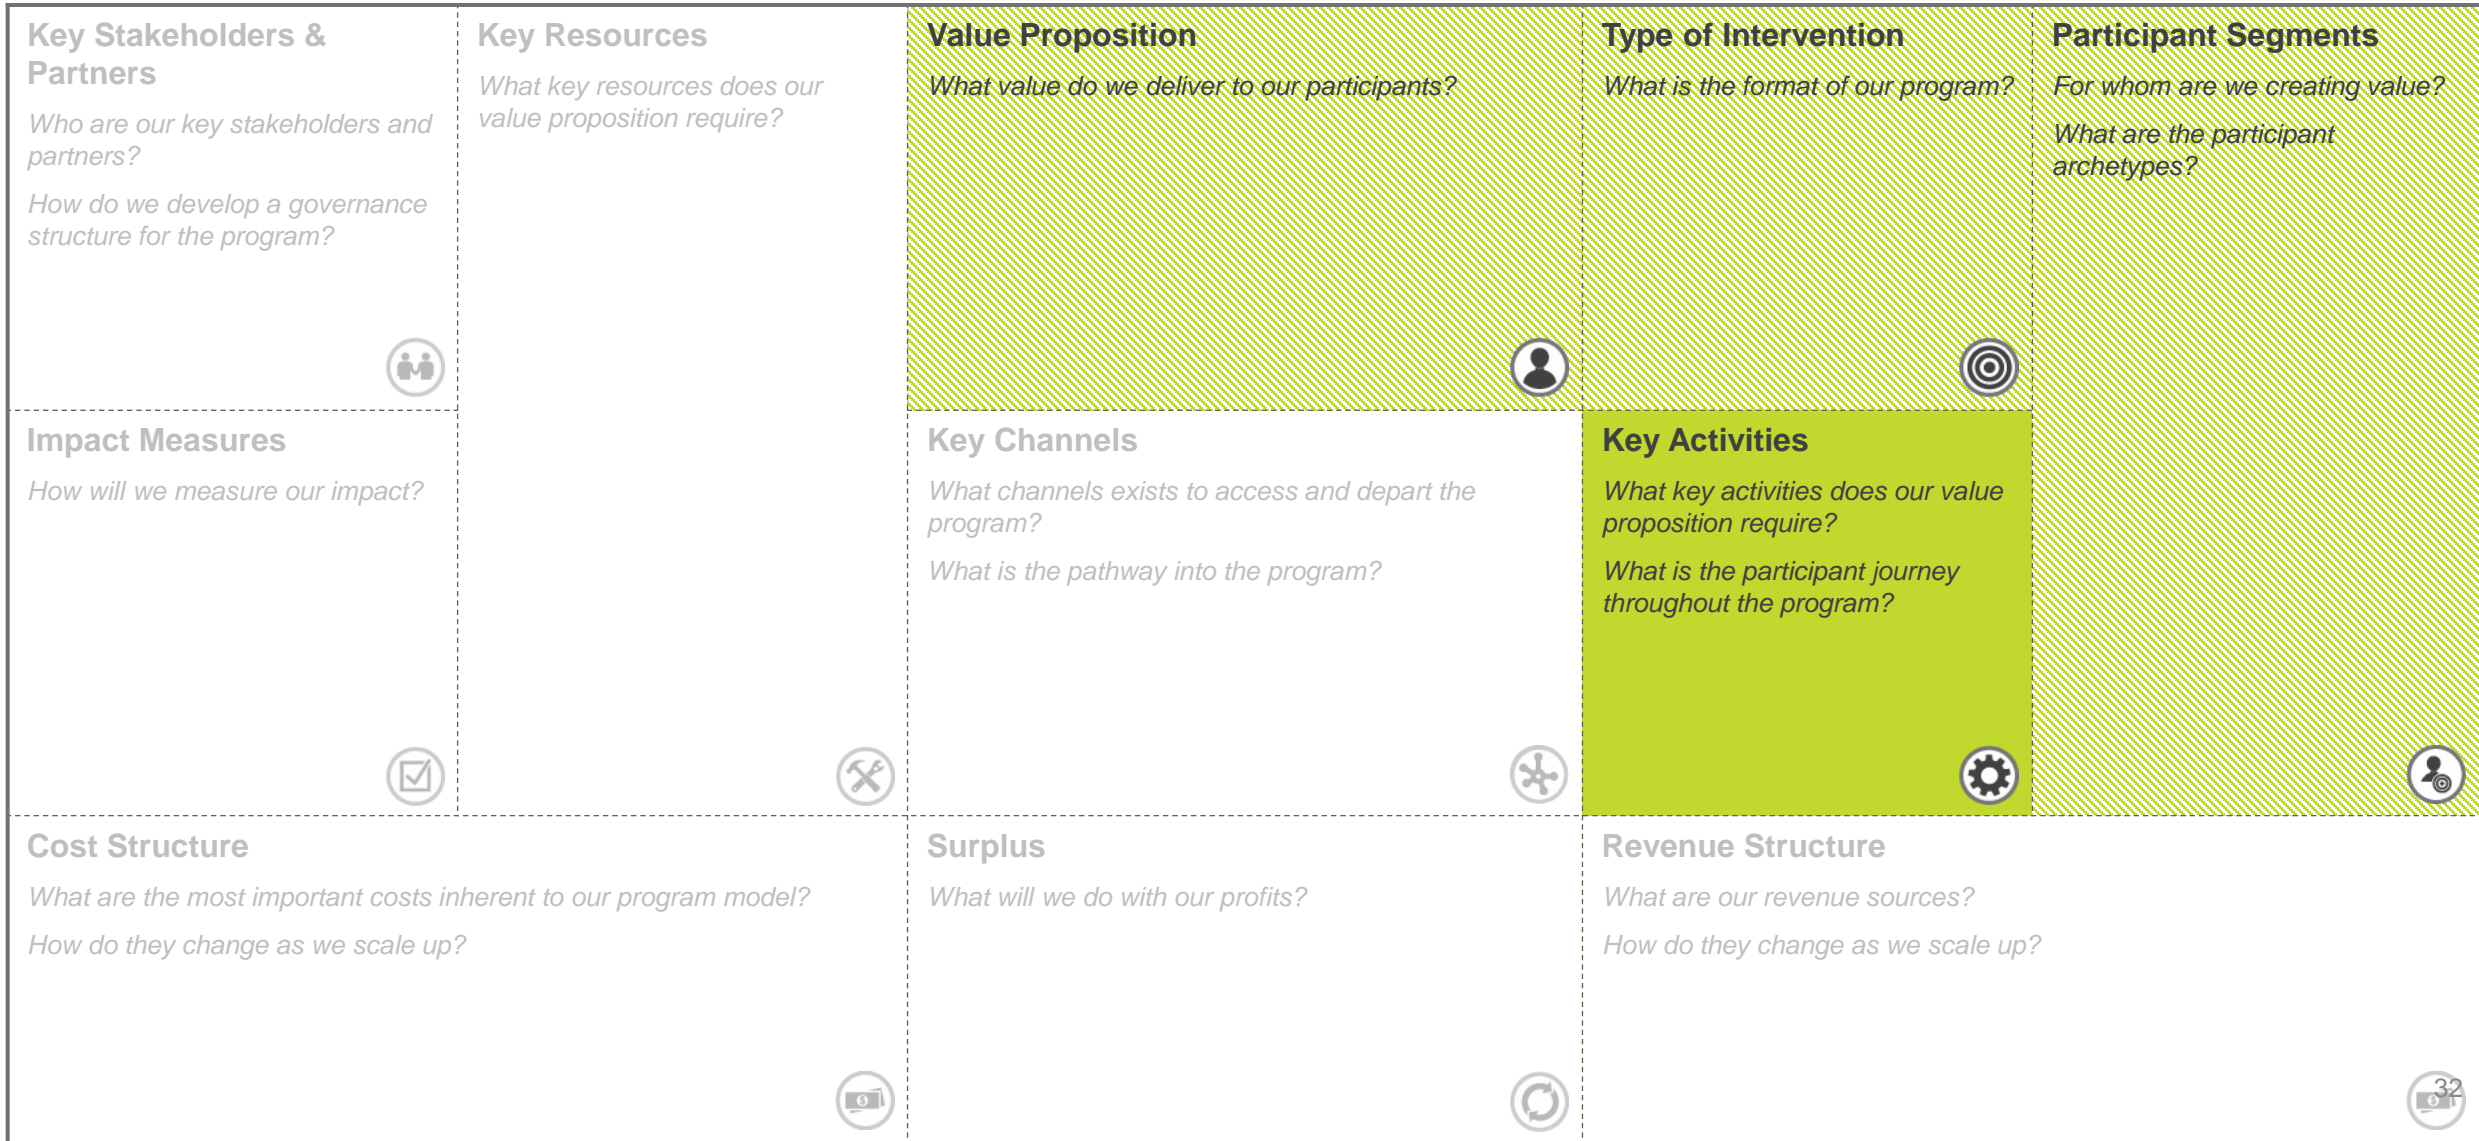 Key Stakeholders &
Partners
Who are our key stakeholders and
partners?
How do we develop a governance
structure for the program?
Key Resources
What key resources does our
value proposition require?
Value Proposition
What value do we deliver to our participants?
Type of Intervention
What is the format of our program?
Participant Segments
For whom are we creating value?
What are the participant
archetypes?
Impact Measures
How will we measure our impact?
Key Channels
What channels exists to access and depart the
program?
What is the pathway into the program?
Key Activities
What key activities does our value
proposition require?
What is the participant journey
throughout the program?
Cost Structure
What are the most important costs inherent to our program model?
How do they change as we scale up?
Surplus
What will we do with our profits?
Revenue Structure
What are our revenue sources?
How do they change as we scale up?
32